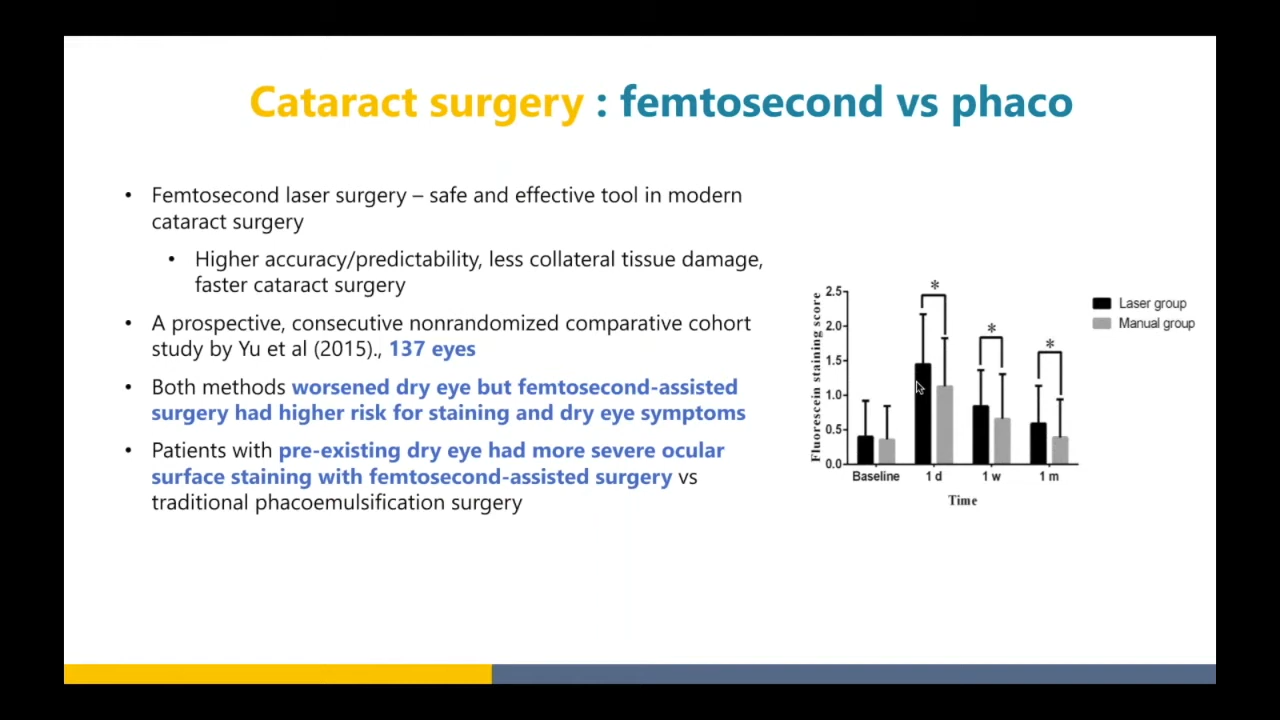 Cataract surgery : femtosecond vs phaco
• Femtosecond laser surgery – safe and effective tool in modern
cataract surgery
• Higher accuracy/predictability, less collateral tissue damage,
faster cataract surgery
• A prospective, consecutive nonrandomized comparative cohort
study by Yu et al (2015)., 137 eyes
• Both methods worsened dry eye but femtosecond-assisted
surgery had higher risk for staining and dry eye symptoms
• Patients with pre-existing dry eye had more severe ocular
surface staining with femtosecond-assisted surgery vs
traditional phacoemulsification surgery
Fluorescein staining score
2.5
2.0
1.5
1.0
0.5
0.0
* * *
Baseline 1 d 1 w 1 m
Time
Laser group
Manual group